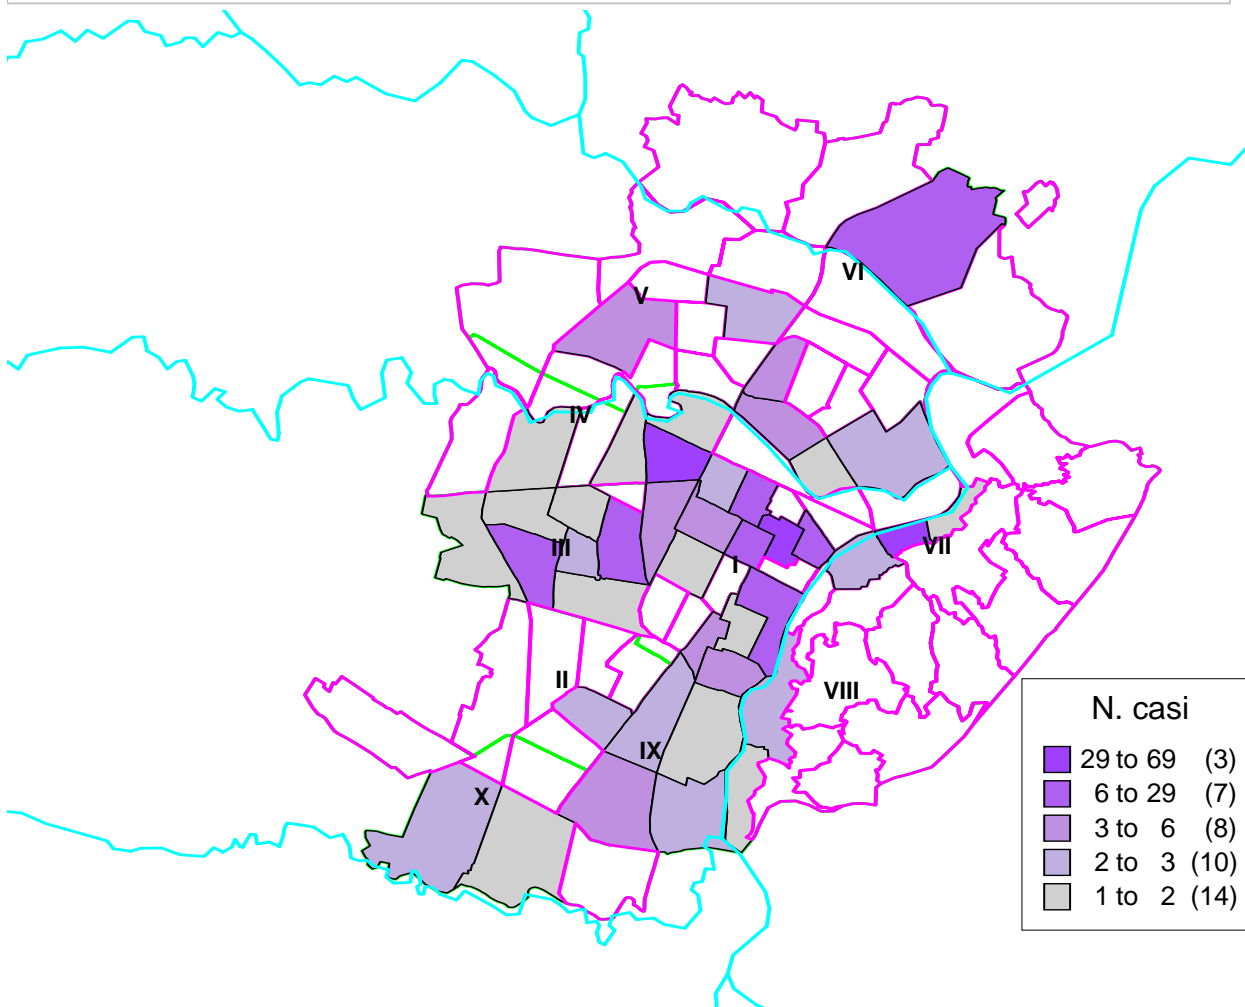 VI
V
IV
III
VII
I
II
VIII
IX
X
N. casi
29 to 69 (3)
6 to 29 (7)
3 to 6 (8)
2 to 3 (10)
1 to 2 (14)